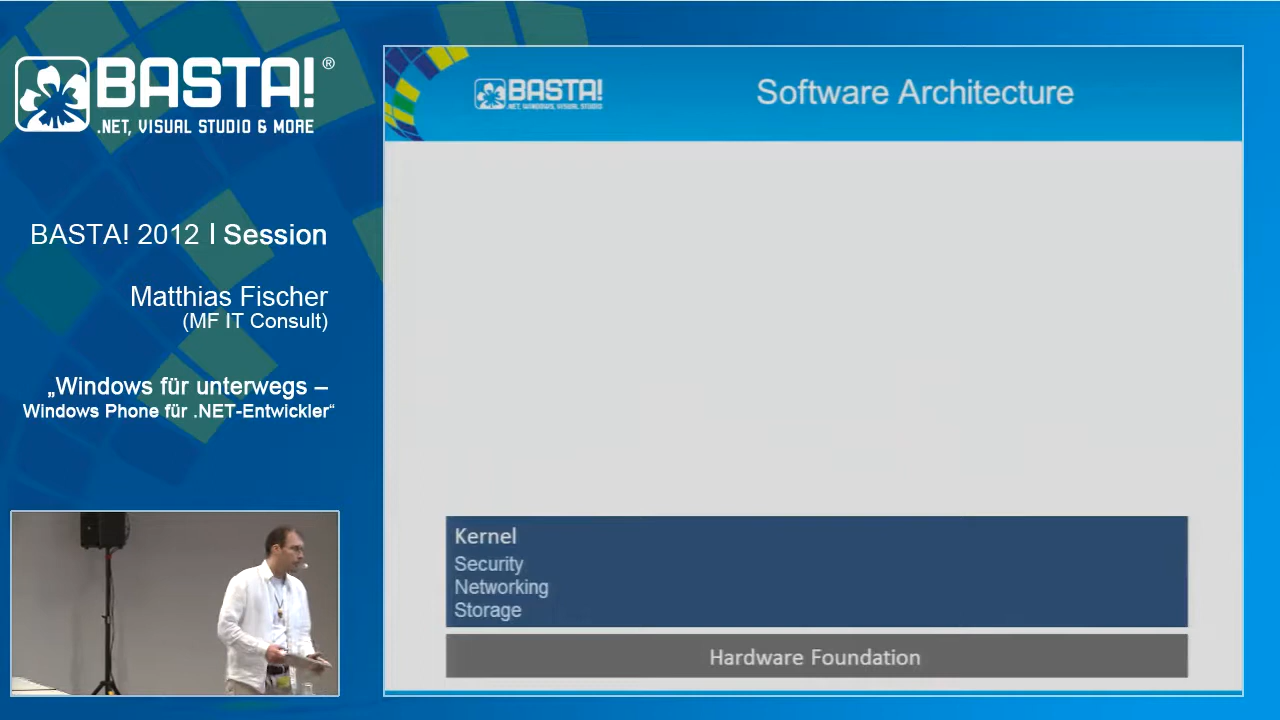 BASTA!®
.NET, VISUAL STUDIO & MORE
BASTA! 2012 | Session
Matthias Fischer
(MF IT Consult)
„Windows für unterwegs –
Windows Phone für .NET-Entwickler“
BASTA!
.NET, WINDOWS, VISUAL STUDIO
Software Architecture
Kernel
Security
Networking
Storage
Hardware Foundation